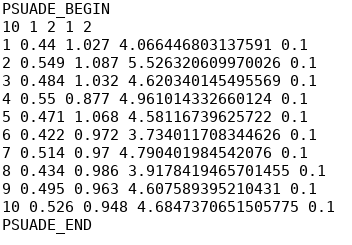 PSUADE_BEGIN
10 1 2 1 2
1 0.44 1.027 4.066446803137591 0.1
2 0.549 1.087 5.526320609970026 0.1
3 0.484 1.032 4.620340145495569 0.1
4 0.55 0.877 4.961014332660124 0.1
5 0.471 1.068 4.58116739625722 0.1
6 0.422 0.972 3.734011708344626 0.1
7 0.514 0.97 4.790401984542076 0.1
8 0.434 0.986 3.9178419465701455 0.1
9 0.495 0.963 4.607589395210431 0.1
10 0.526 0.948 4.6847370651505775 0.1
PSUADE_END